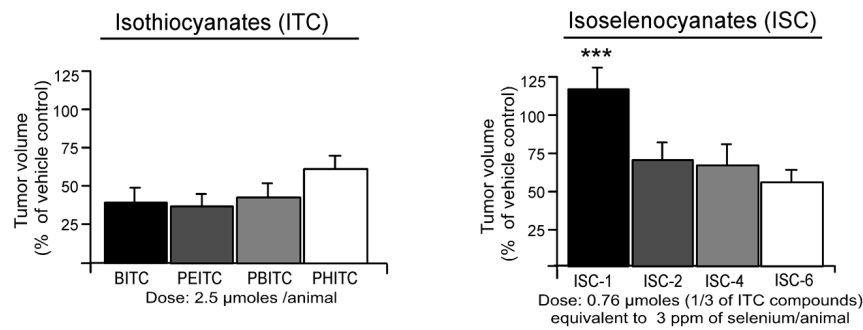 Isothiocyanates (ITC)
Tumor volume
(% of vehicle control)
125
100
75
50
25
BITC PEITC PBITC PHITC
Dose: 2.5 µmoles /animal
Isoselenocyanates (ISC)
***
Tumor volume
(% of vehicle control)
125
100
75
50
25
ISC-1 ISC-2 ISC-4 ISC-6
Dose: 0.76 µmoles (1/3 of ITC compounds)
equivalent to 3 ppm of selenium/animal